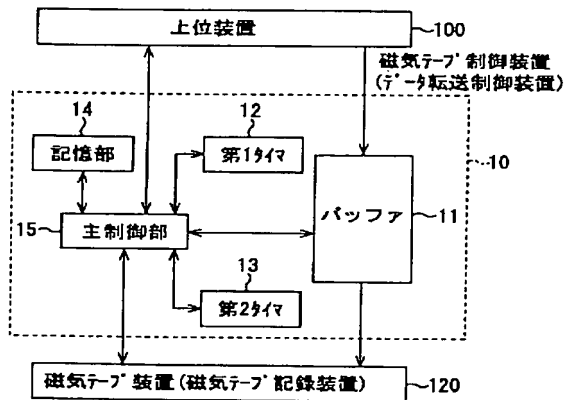 上位装置
100
磁気テープ制御装置
(データ転送制御装置)
14
12
記憶部
第1タイマ
10
15
主制御部
バッファ
11
13
第2タイマ
磁気テープ装置(磁気テープ記録装置)
120